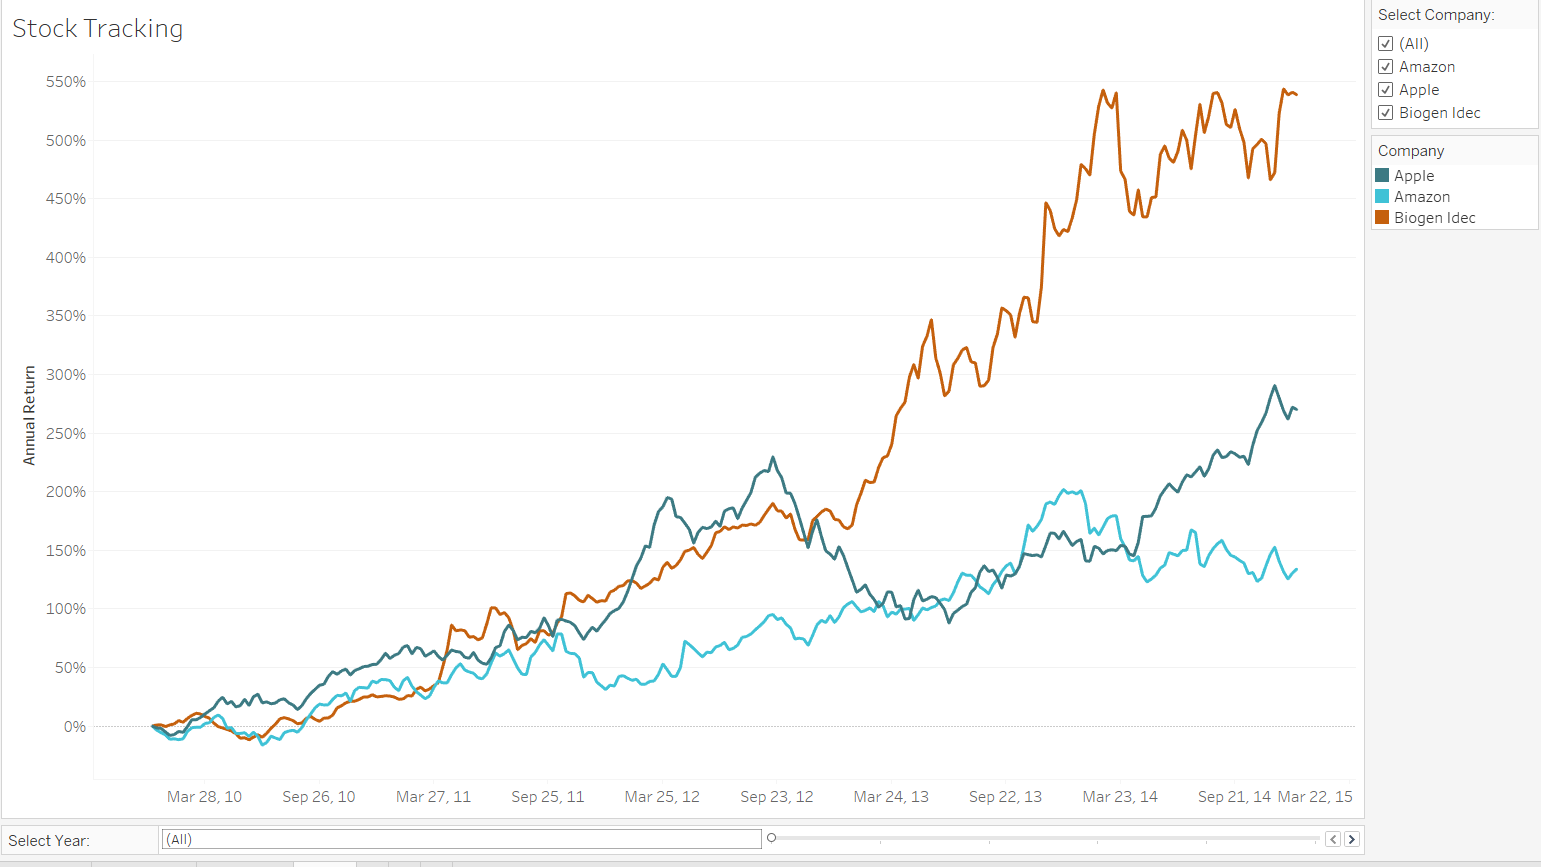 Stock Tracking
Select Company:
(All)
Amazon
Apple
Biogen Idec
Company
Apple
Amazon
Biogen Idec
Annual Return
550%
500%
450%
400%
350%
300%
250%
200%
150%
100%
50%
0%
Mar 28, 10 Sep 26, 10 Mar 27, 11 Sep 25, 11 Mar 25, 12 Sep 23, 12 Mar 24, 13 Sep 22, 13 Mar 23, 14 Sep 21, 14 Mar 22, 15
Select Year: (All)